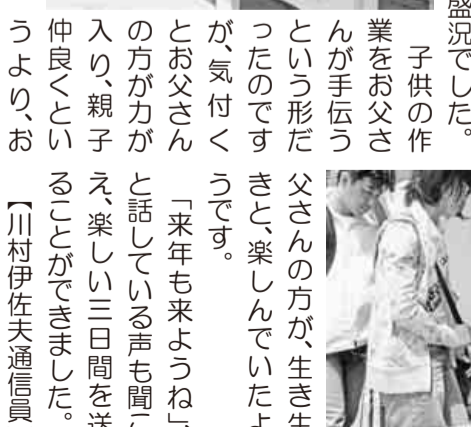 盛況でした。
子供の作
業をお父さ
んが手伝う
という形だ
ったのです
が、気付く
とお父さん
の方が力が
入り、親子
仲良くとい
うより、お
父さんの方が、生き生
きと、楽しんでいたよ
うです。
「来年も来ようね」、
と話している声も聞こ
え、楽しい三日間を送
ることができました。
【川村伊佐夫通信員